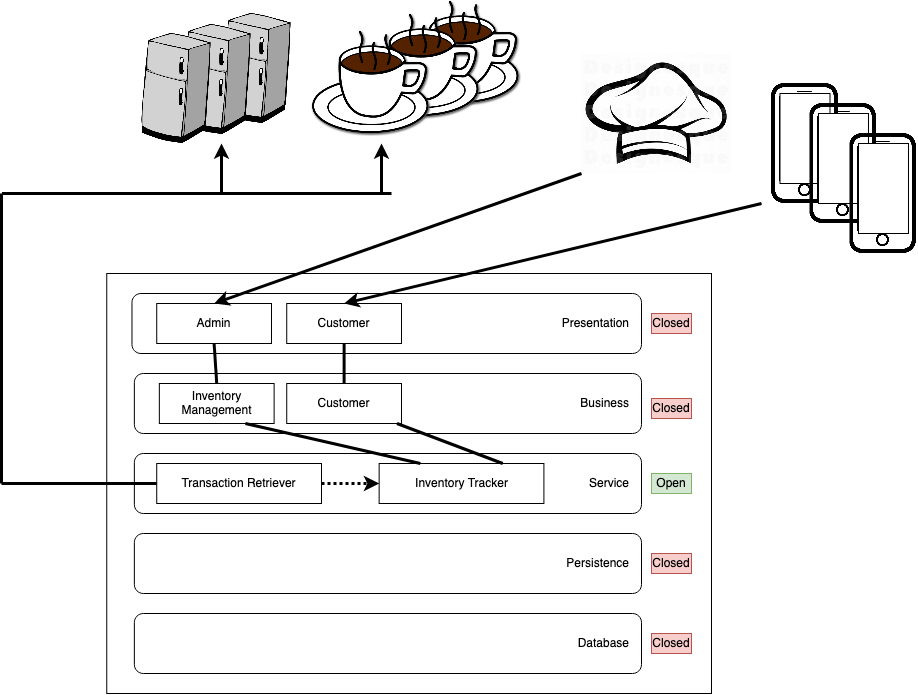 Admin
Customer
Presentation
Closed
Inventory
Management
Customer
Business
Closed
Transaction Retriever
Inventory Tracker
Service
Open
Persistence
Closed
Database
Closed